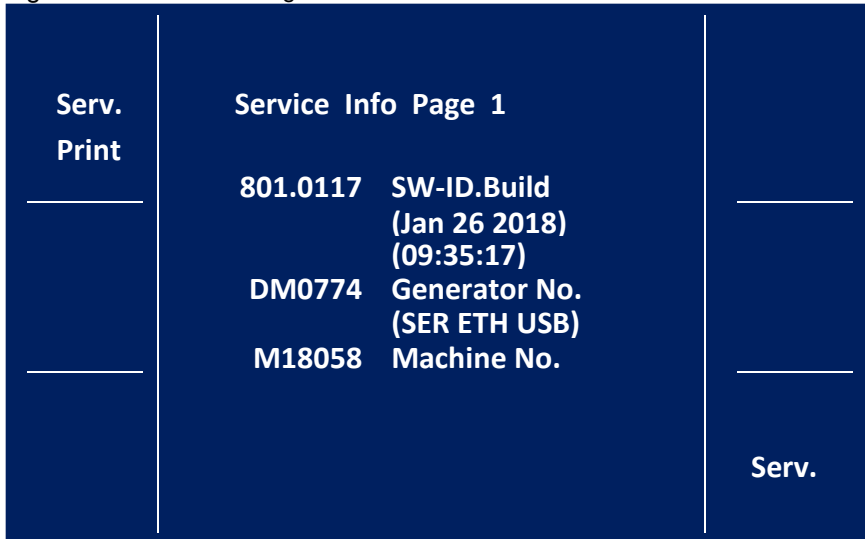 Serv.
Print
Service Info Page 1
801.0117 SW-ID.Build
(Jan 26 2018)
(09:35:17)
DM0774 Generator No.
(SER ETH USB)
M18058 Machine No.
Serv.